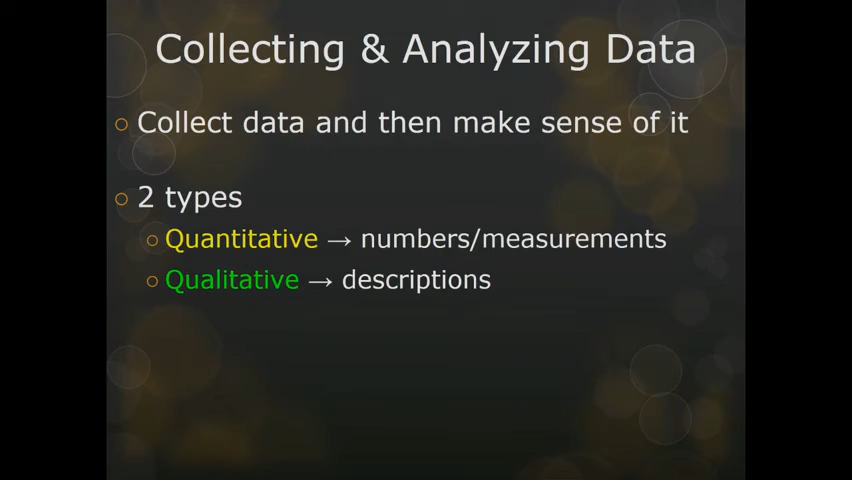 Collecting & Analyzing Data
Collect data and then make sense of it
2 types
Quantitative → numbers/measurements
Qualitative → descriptions